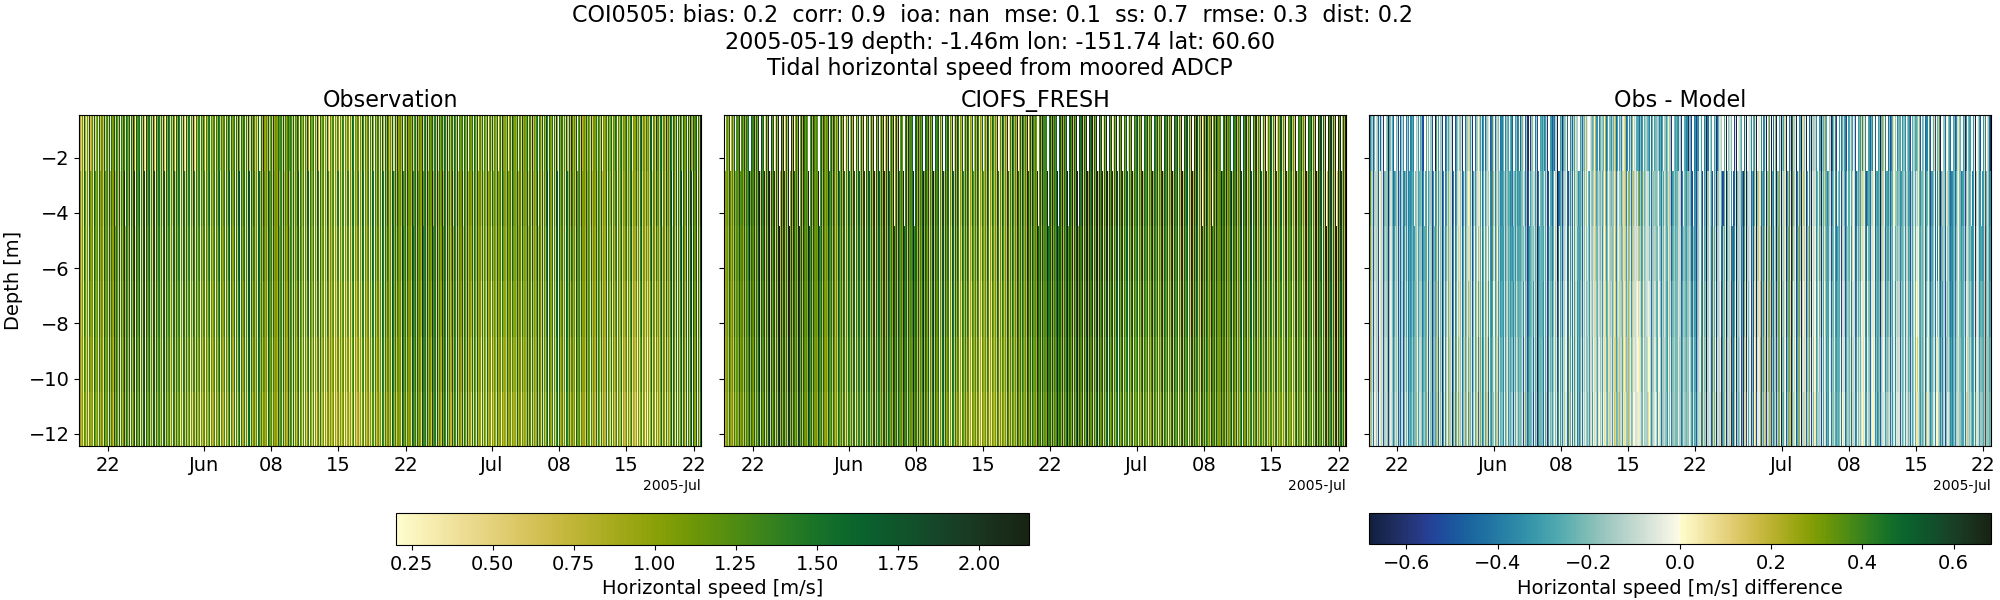 COI0505: bias: 0.2  corr: 0.9  ioa: nan  mse: 0.1  ss: 0.7  rmse: 0.3  dist: 0.2
2005-05-19 depth: -1.46m lon: -151.74 lat: 60.60
Tidal horizontal speed from moored ADCP
Observation
CIOFS_FRESH
Obs - Model
Depth [m]
−2
−4
−6
−8
−10
−12
22 Jun 08 15 22 Jul 08 15 22
2005-Jul
22 Jun 08 15 22 Jul 08 15 22
2005-Jul
22 Jun 08 15 22 Jul 08 15 22
2005-Jul
0.25 0.50 0.75 1.00 1.25 1.50 1.75 2.00
Horizontal speed [m/s]
−0.6 −0.4 −0.2 0.0 0.2 0.4 0.6
Horizontal speed [m/s] difference